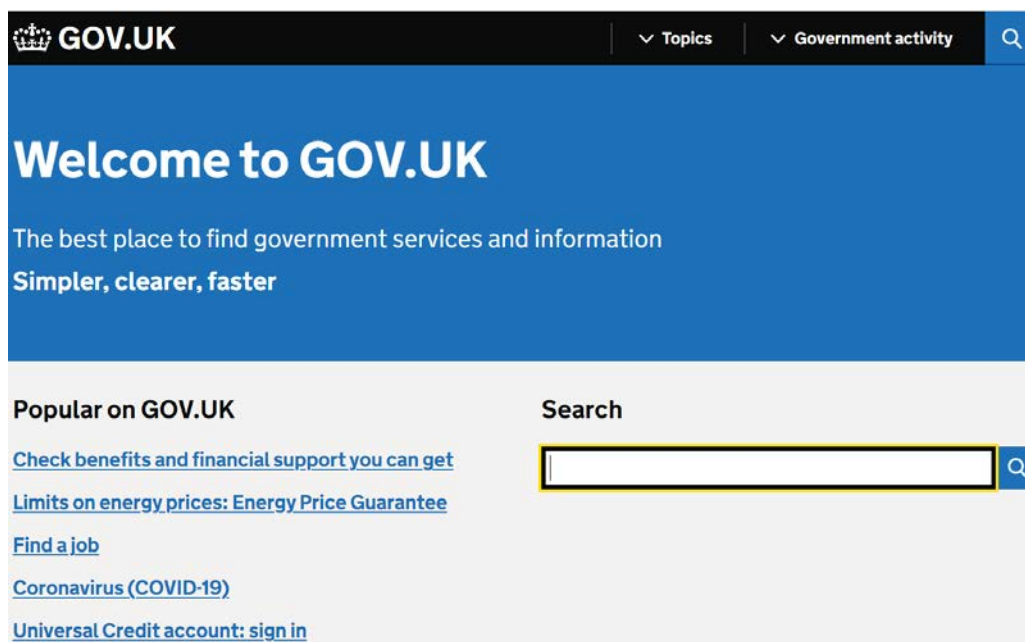 GOV.UK
Topics
Government activity
Welcome to GOV.UK
The best place to find government services and information
Simpler, clearer, faster
Popular on GOV.UK
Check benefits and financial support you can get
Limits on energy prices: Energy Price Guarantee
Find a job
Coronavirus (COVID-19)
Universal Credit account: sign in
Search